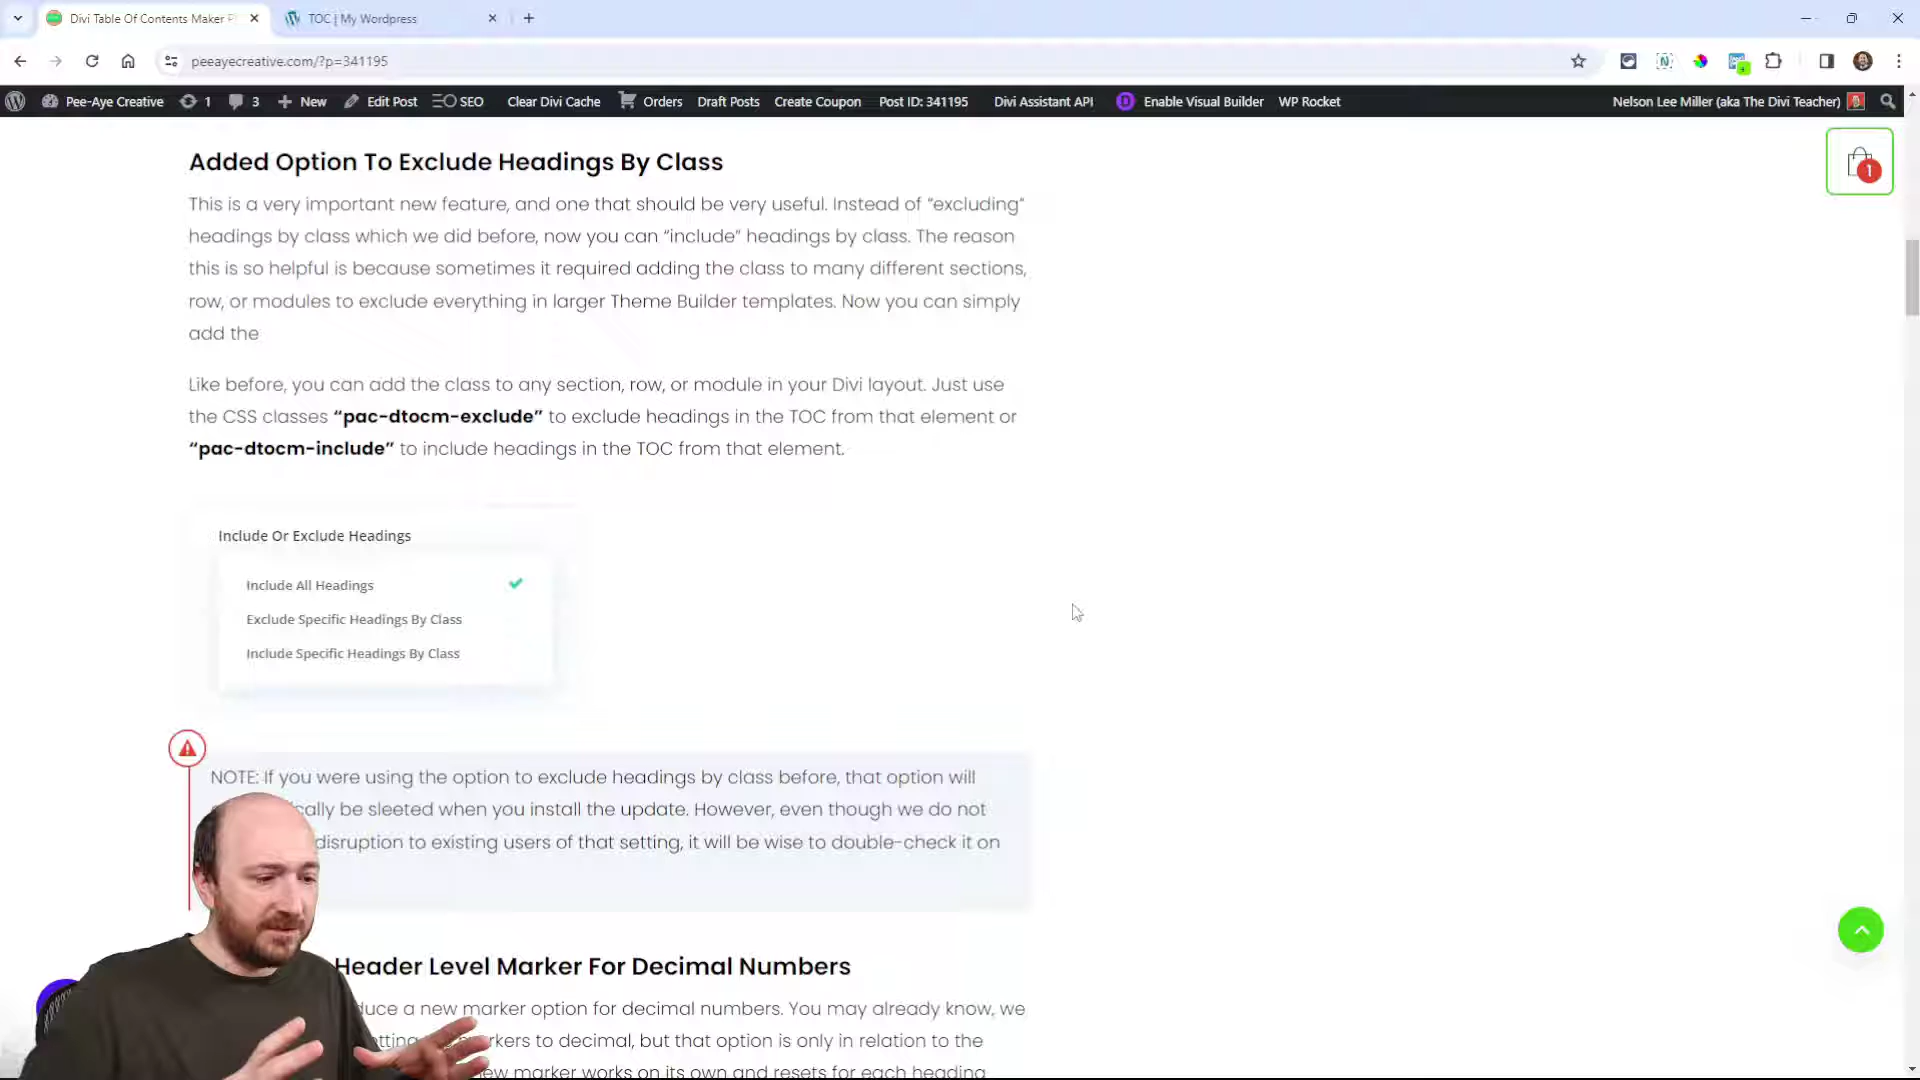 Divi Table Of Contents Maker P
TOC | My Wordpress
peeayecreative.com/?p=341195
Pee-Aye Creative 1 3 New Edit Post SEO Clear Divi Cache Orders Draft Posts Create Coupon Post ID: 341195 Divi Assistant API Enable Visual Builder WP Rocket Nelson Lee Miller (aka The Divi Teacher)
1
Added Option To Exclude Headings By Class
This is a very important new feature, and one that should be very useful. Instead of “excluding”
headings by class which we did before, now you can “include” headings by class. The reason
this is so helpful is because sometimes it required adding the class to many different sections,
row, or modules to exclude everything in larger Theme Builder templates. Now you can simply
add the
Like before, you can add the class to any section, row, or module in your Divi layout. Just use
the CSS classes “pac-dtocm-exclude” to exclude headings in the TOC from that element or
“pac-dtocm-include” to include headings in the TOC from that element.
Include Or Exclude Headings
Include All Headings
Exclude Specific Headings By Class
Include Specific Headings By Class
NOTE: If you were using the option to exclude headings by class before, that option will
be sleeted when you install the update. However, even though we do not
disruption to existing users of that setting, it will be wise to double-check it on
Header Level Marker For Decimal Numbers
a new marker option for decimal numbers. You may already know, we
to decimal, but that option is only in relation to the
marker works on its own and resets for each heading